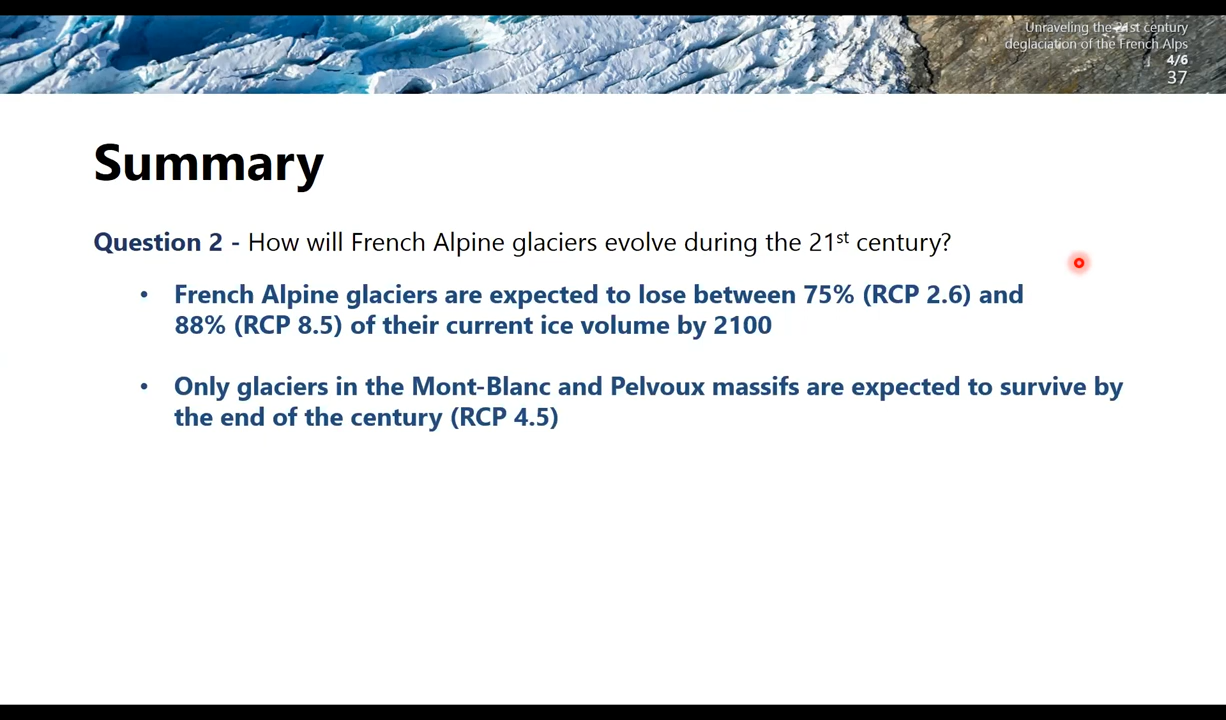 Unraveling the 21st century
deglaciation of the French Alps
4/6
37
Summary
Question 2 - How will French Alpine glaciers evolve during the 21st century?
• French Alpine glaciers are expected to lose between 75% (RCP 2.6) and
88% (RCP 8.5) of their current ice volume by 2100
• Only glaciers in the Mont-Blanc and Pelvoux massifs are expected to survive by
the end of the century (RCP 4.5)